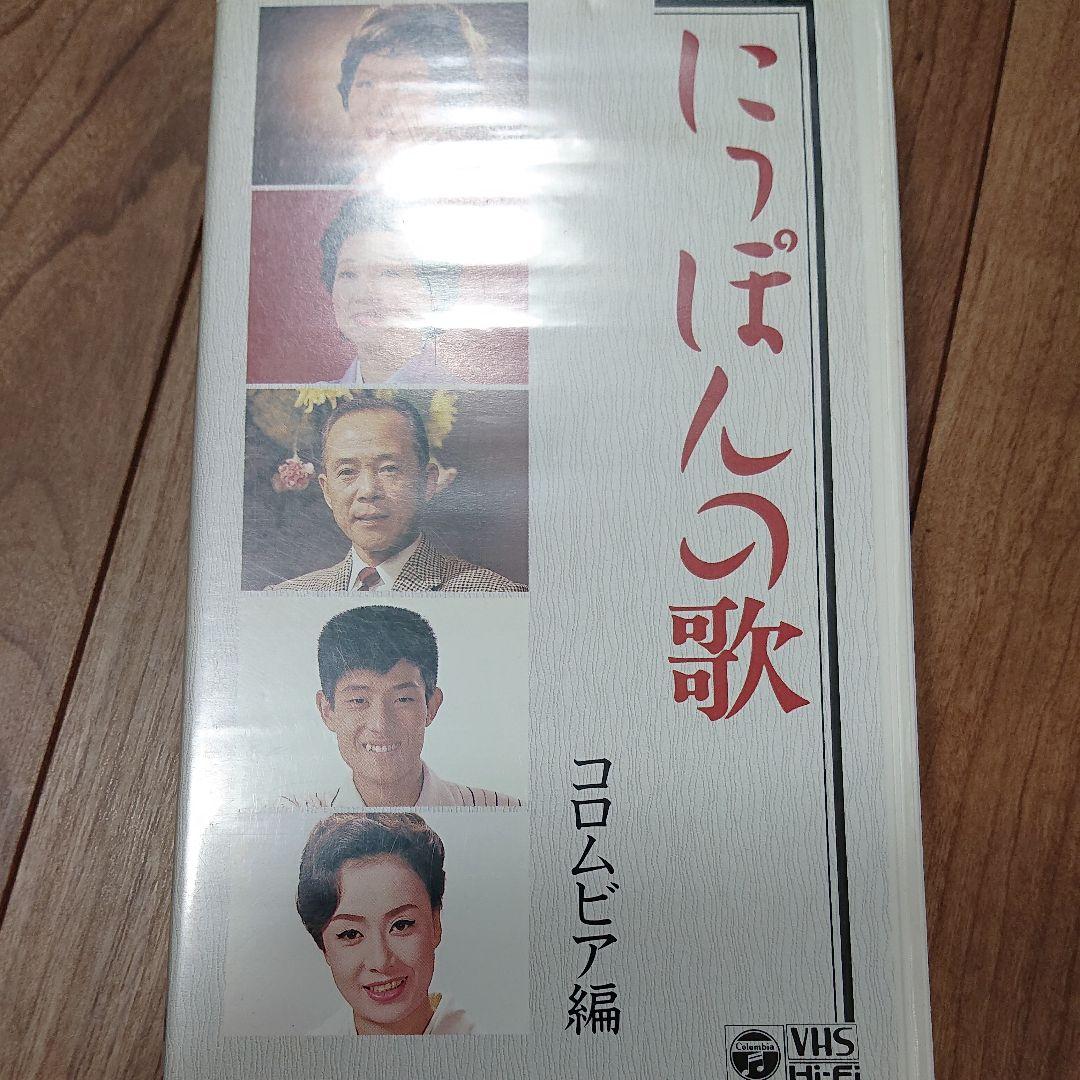 にっぽんの歌
コロムビア編
Columbia
VHS
Hi-Fi